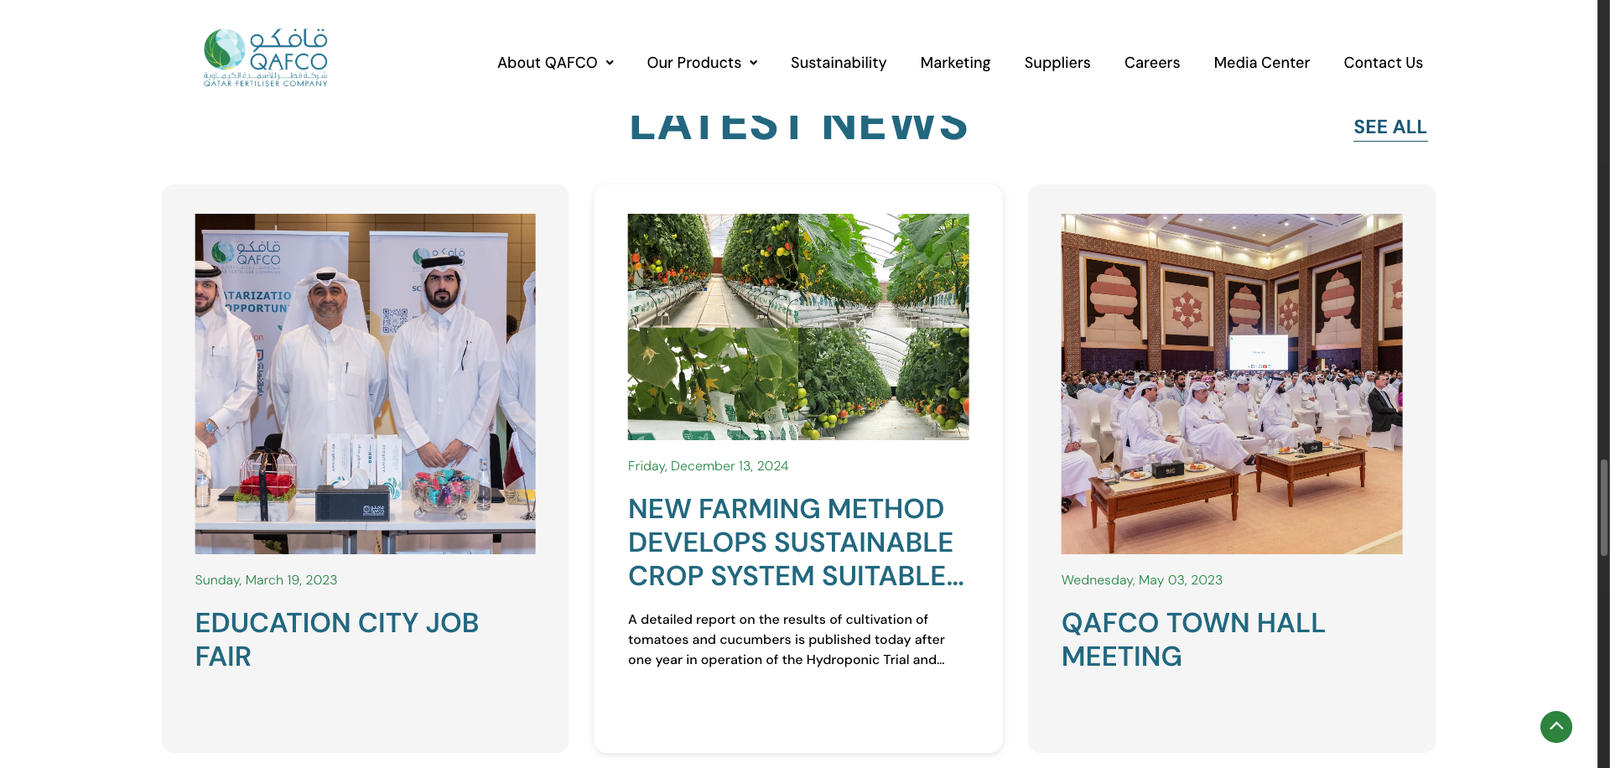 قافكو
QAFCO
شركة قطر للأسمدة الكيماوية
QATAR FERTILISER COMPANY
About QAFCO
Our Products
Sustainability
Marketing
Suppliers
Careers
Media Center
Contact Us
LATEST NEWS
SEE ALL
قافكو
QAFCO
قافكو
QAFCO
Sunday, March 19, 2023
EDUCATION CITY JOB
FAIR
Friday, December 13, 2024
NEW FARMING METHOD
DEVELOPS SUSTAINABLE
CROP SYSTEM SUITABLE...
A detailed report on the results of cultivation of
tomatoes and cucumbers is published today after
one year in operation of the Hydroponic Trial and...
Wednesday, May 03, 2023
QAFCO TOWN HALL
MEETING